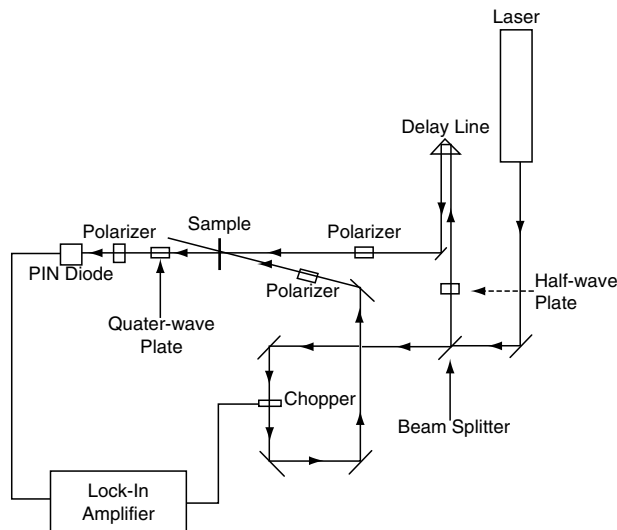 Laser
Delay Line
Sample
Polarizer
Polarizer
PIN Diode
Polarizer
Half-wave
Plate
Quater-wave
Plate
Chopper
Beam Splitter
Lock-In
Amplifier